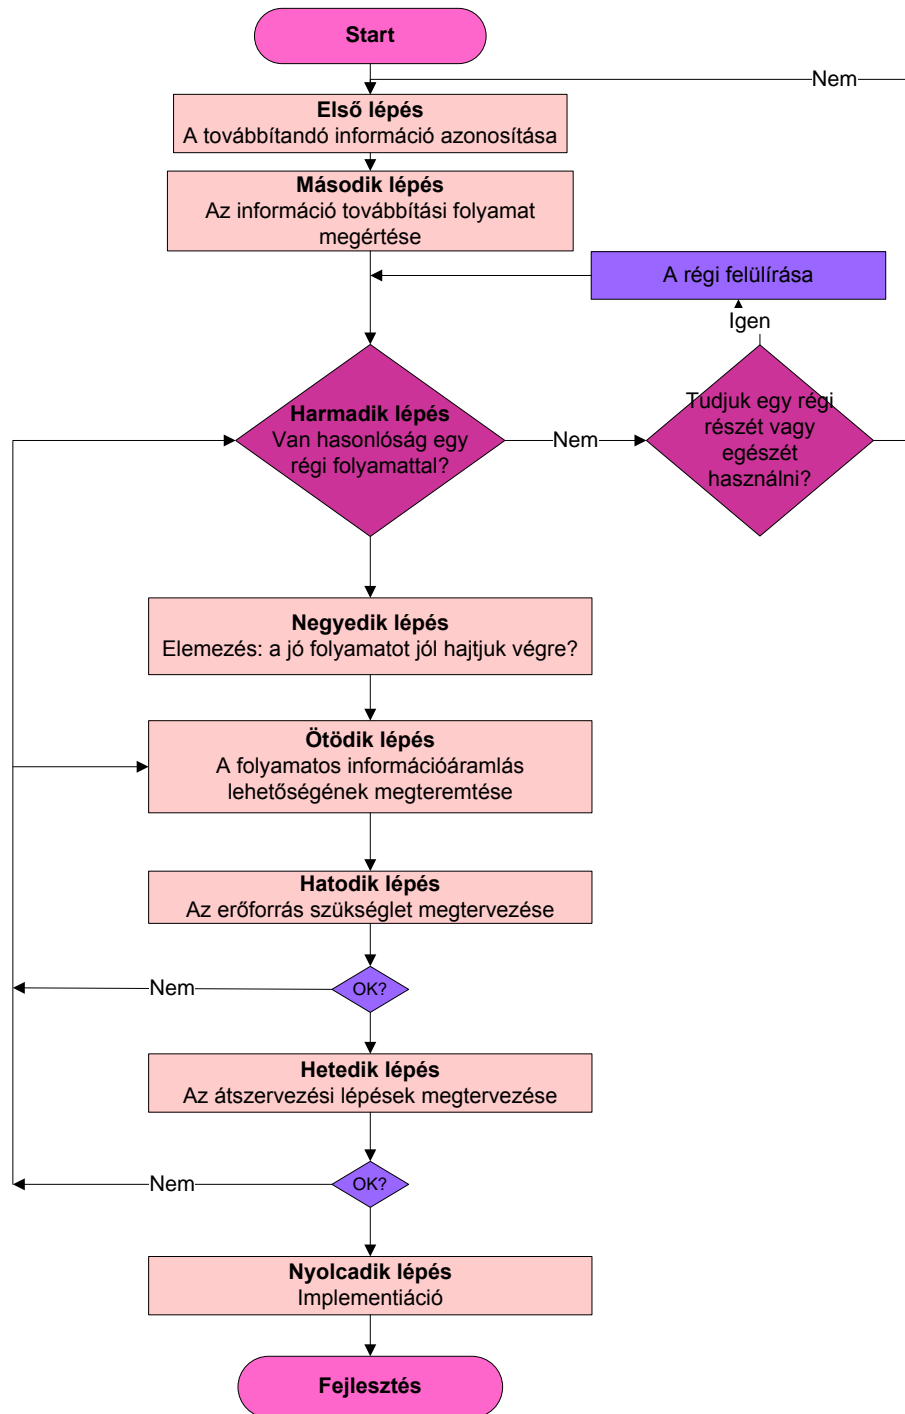 Start
Nem
Első lépés
A továbbítandó információ azonosítása
Második lépés
Az információ továbbítási folyamat
megértése
A régi felülírása
Igen
Harmadik lépés
Van hasonlóság egy
régi folyamattal?
Nem
Tudjuk egy régi
részét vagy
egészét
használni?
Negyedik lépés
Elemezés: a jó folyamatot jól hajtjuk végre?
Ötödik lépés
A folyamatos információáramlás
lehetőségének megteremtése
Hatodik lépés
Az erőforrás szükséglet megtervezése
Nem
OK?
Hetedik lépés
Az átszervezési lépések megtervezése
Nem
OK?
Nyolcadik lépés
Implementiáció
Fejlesztés